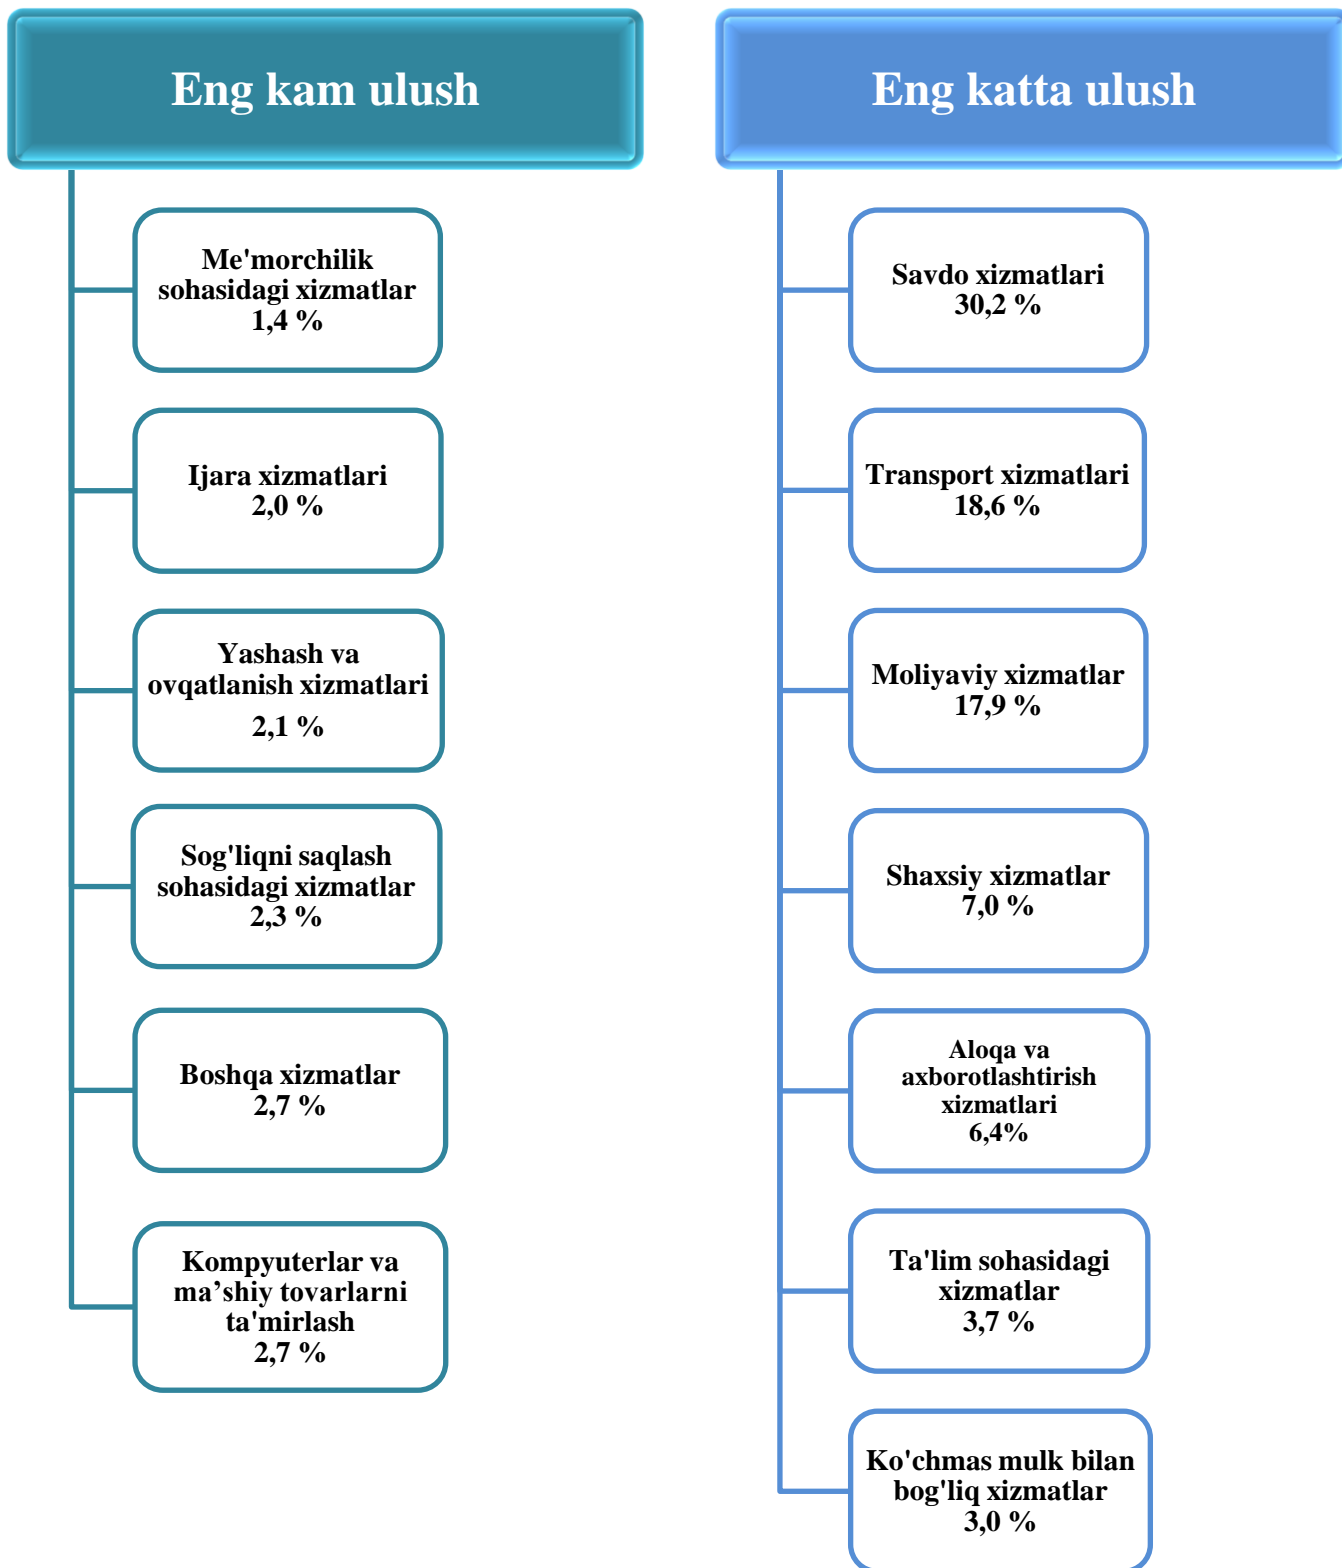 Eng kam ulush
Me'morchilik
sohasidagi xizmatlar
1,4 %
Ijara xizmatlari
2,0 %
Yashash va
ovqatlanish xizmatlari
2,1 %
Sog'liqni saqlash
sohasidagi xizmatlar
2,3 %
Boshqa xizmatlar
2,7 %
Kompyuterlar va
ma’shiy tovarlarni
ta'mirlash
2,7 %
Eng katta ulush
Savdo xizmatlari
30,2 %
Transport xizmatlari
18,6 %
Moliyaviy xizmatlar
17,9 %
Shaxsiy xizmatlar
7,0 %
Aloqa va
axborotlashtirish
xizmatlari
6,4%
Ta'lim sohasidagi
xizmatlar
3,7 %
Ko'chmas mulk bilan
bog'liq xizmatlar
3,0 %